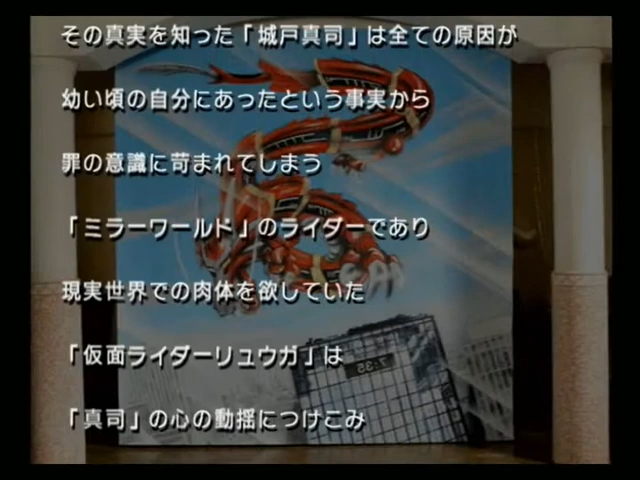 その真実を知った「城戸真司」は全ての原因が
幼い頃の自分にあったという事実から
罪の意識に苛まれてしまう
「ミラーワールド」のライダーであり
現実世界での肉体を欲していた
「仮面ライダーリュウガ」は
「真司」の心の動揺につけこみ